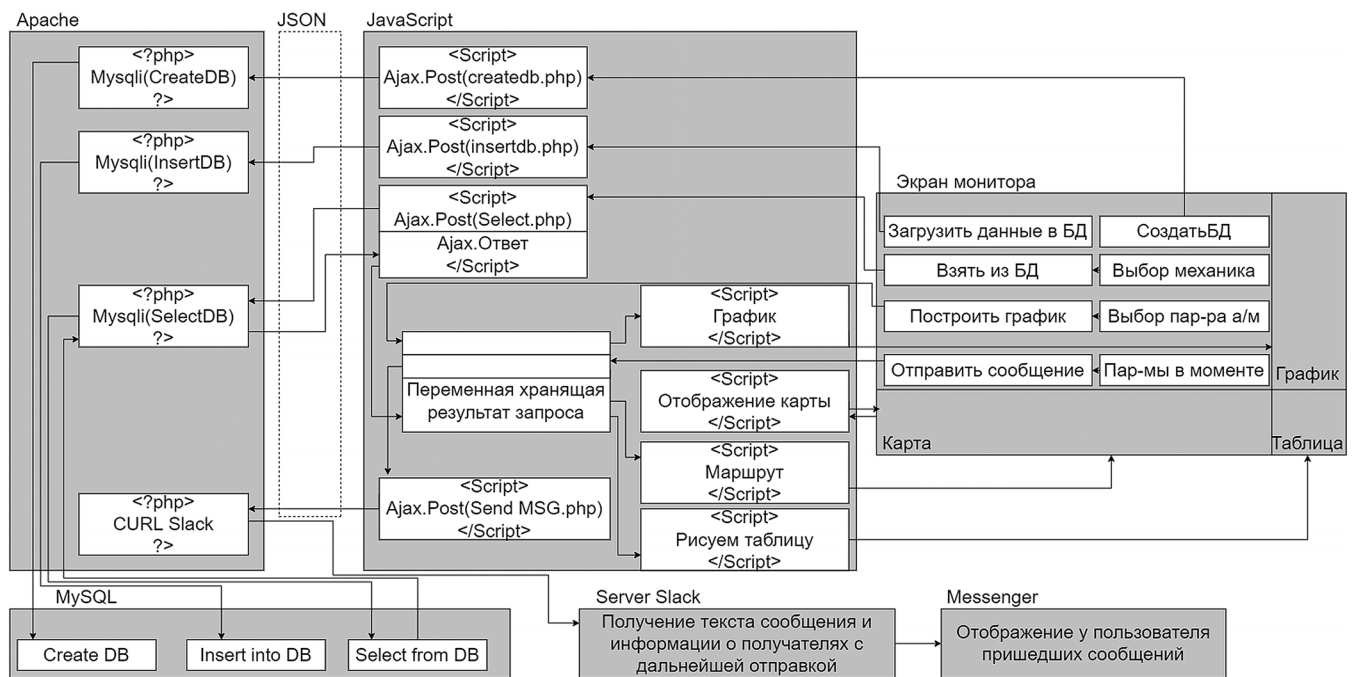 Apache
JSON
JavaScript
<?php>
Mysqli(CreateDB)
?>
<?php>
Mysqli(InsertDB)
?>
<?php>
Mysqli(SelectDB)
?>
<?php>
CURL Slack
?>
<Script>
Ajax.Post(createdb.php)
</Script>
<Script>
Ajax.Post(insertdb.php)
</Script>
<Script>
Ajax.Post(Select.php)
Ajax.Ответ
</Script>
Переменная хранящая
результат запроса
<Script>
Ajax.Post(Send MSG.php)
</Script>
<Script>
График
</Script>
<Script>
Отображение карты
</Script>
<Script>
Маршрут
</Script>
<Script>
Рисуем таблицу
</Script>
Экран монитора
Загрузить данные в БД
СоздатьБД
Взять из БД
Выбор механика
Построить график
Выбор пар-ра а/м
Отправить сообщение
Пар-мы в моменте
График
Карта
Таблица
MySQL
Create DB
Insert into DB
Select from DB
Server Slack
Получение текста сообщения и
информации о получателях с
дальнейшей отправкой
Messenger
Отображение у пользователя
пришедших сообщений